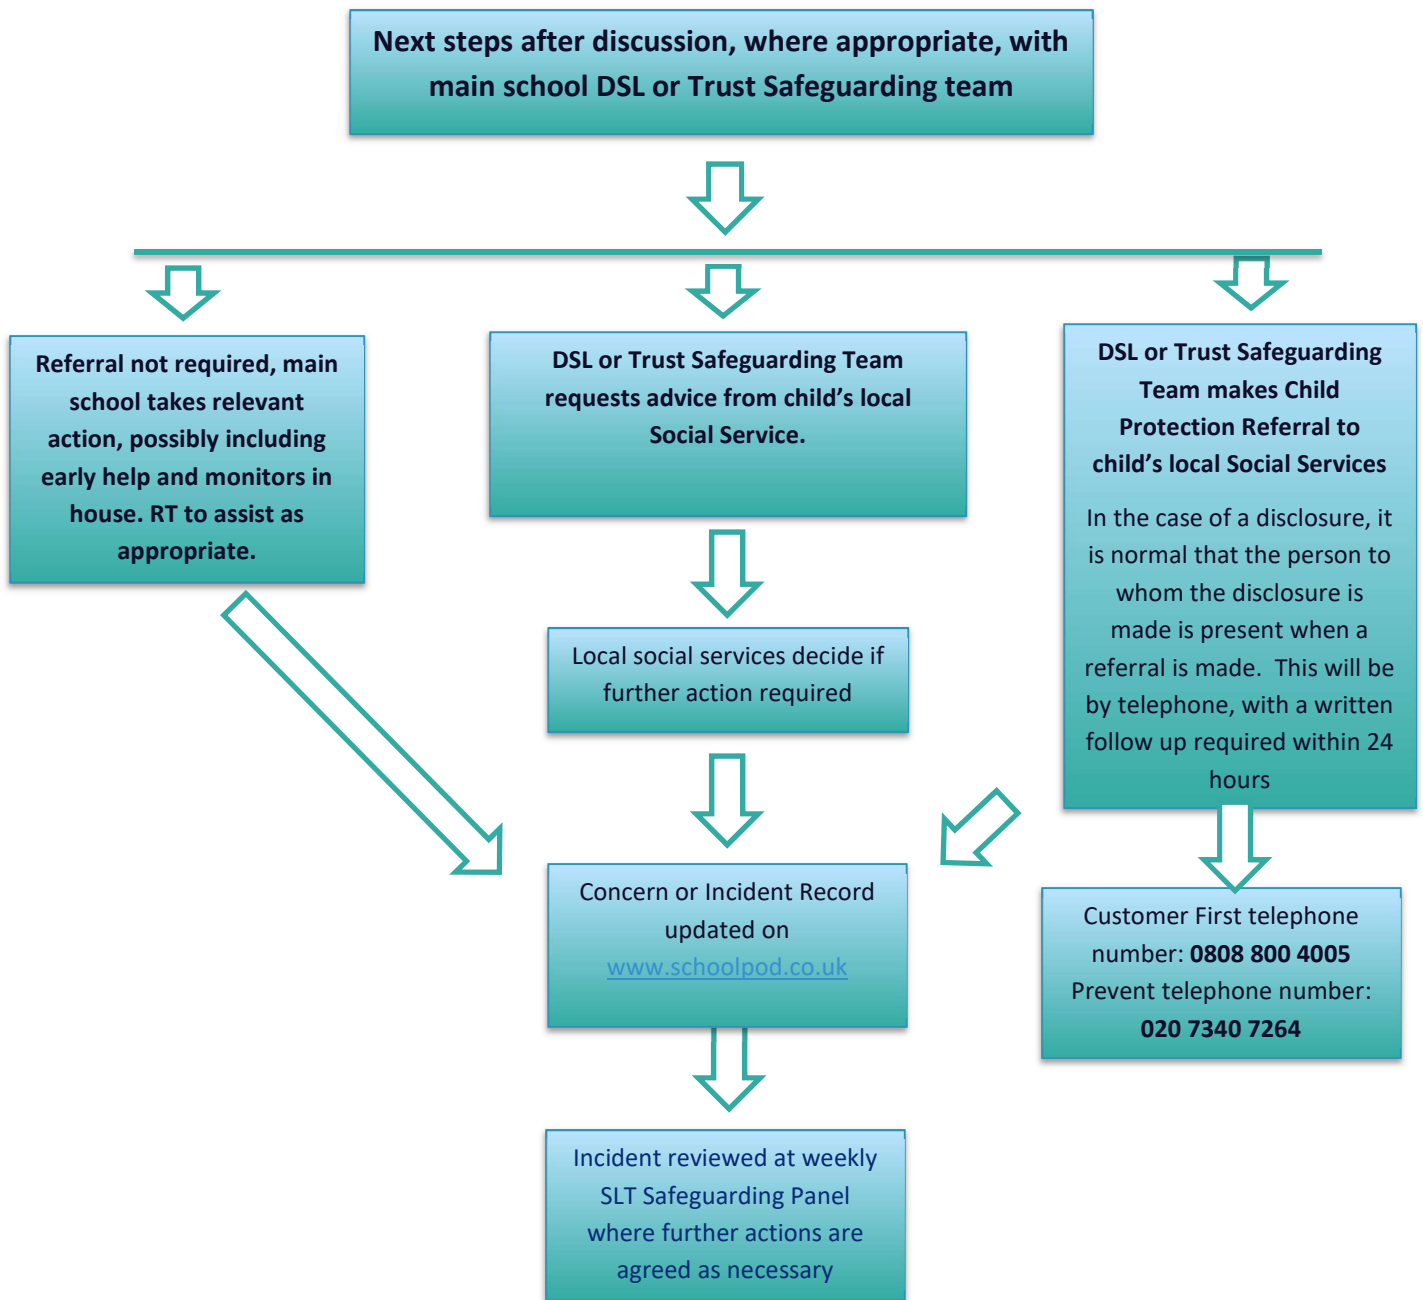 Next steps after discussion, where appropriate, with
main school DSL or Trust Safeguarding team
Referral not required, main
school takes relevant
action, possibly including
early help and monitors in
house. RT to assist as
appropriate.
DSL or Trust Safeguarding Team
requests advice from child’s local
Social Service.
DSL or Trust Safeguarding
Team makes Child
Protection Referral to
child’s local Social Services
In the case of a disclosure, it
is normal that the person to
whom the disclosure is
made is present when a
referral is made.  This will be
by telephone, with a written
follow up required within 24
hours
Local social services decide if
further action required
Concern or Incident Record
updated on
www.schoolpod.co.uk
Customer First telephone
number: 0808 800 4005
Prevent telephone number:
020 7340 7264
Incident reviewed at weekly
SLT Safeguarding Panel
where further actions are
agreed as necessary